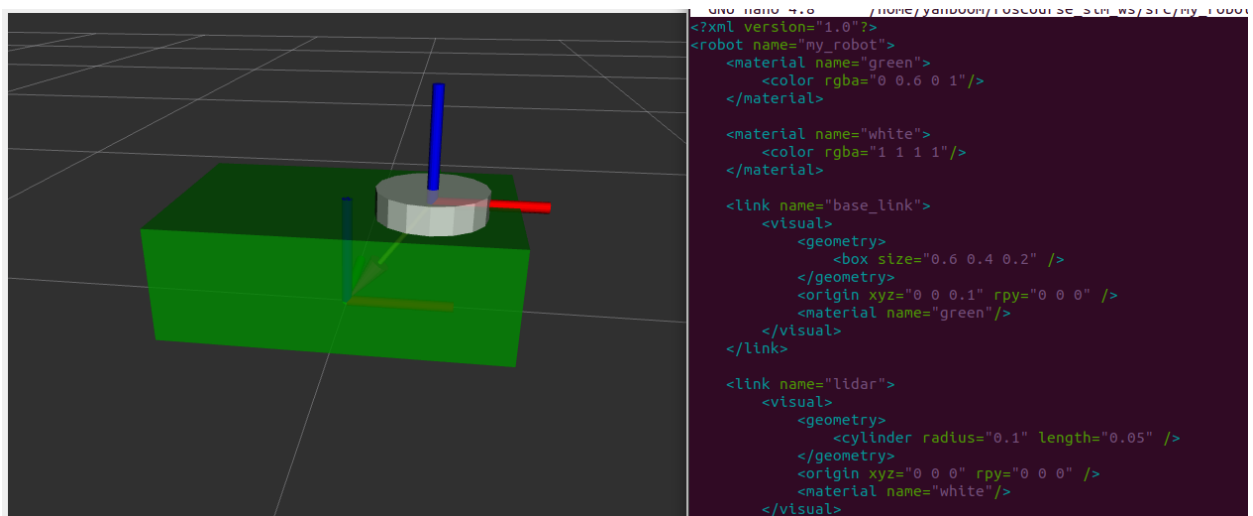 GNU nano 4.8 /home/yahboom/roscourse_slm_ws/src/my_robot
<?xml version="1.0"?>
<robot name="my_robot">
<material name="green">
<color rgba="0 0.6 0 1"/>
</material>
<material name="white">
<color rgba="1 1 1 1"/>
</material>
<link name="base_link">
<visual>
<geometry>
<box size="0.6 0.4 0.2" />
</geometry>
<origin xyz="0 0 0.1" rpy="0 0 0" />
<material name="green"/>
</visual>
</link>
<link name="lidar">
<visual>
<geometry>
<cylinder radius="0.1" length="0.05" />
</geometry>
<origin xyz="0 0 0" rpy="0 0 0" />
<material name="white"/>
</visual>